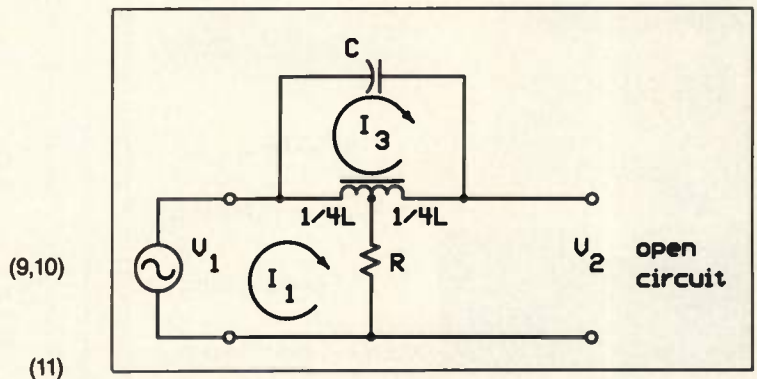 C
I3
1/4L 1/4L
V1
I1
R
V2 open
circuit
(9,10)
(11)